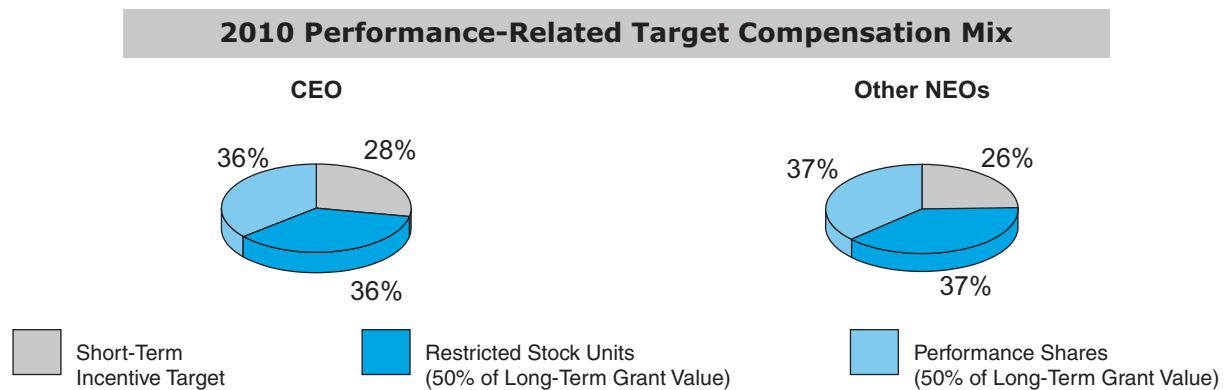 2010 Performance-Related Target Compensation Mix
CEO
36%
28%
36%
Other NEOs
37%
26%
37%
Short-Term
Incentive Target
Restricted Stock Units
(50% of Long-Term Grant Value)
Performance Shares
(50% of Long-Term Grant Value)